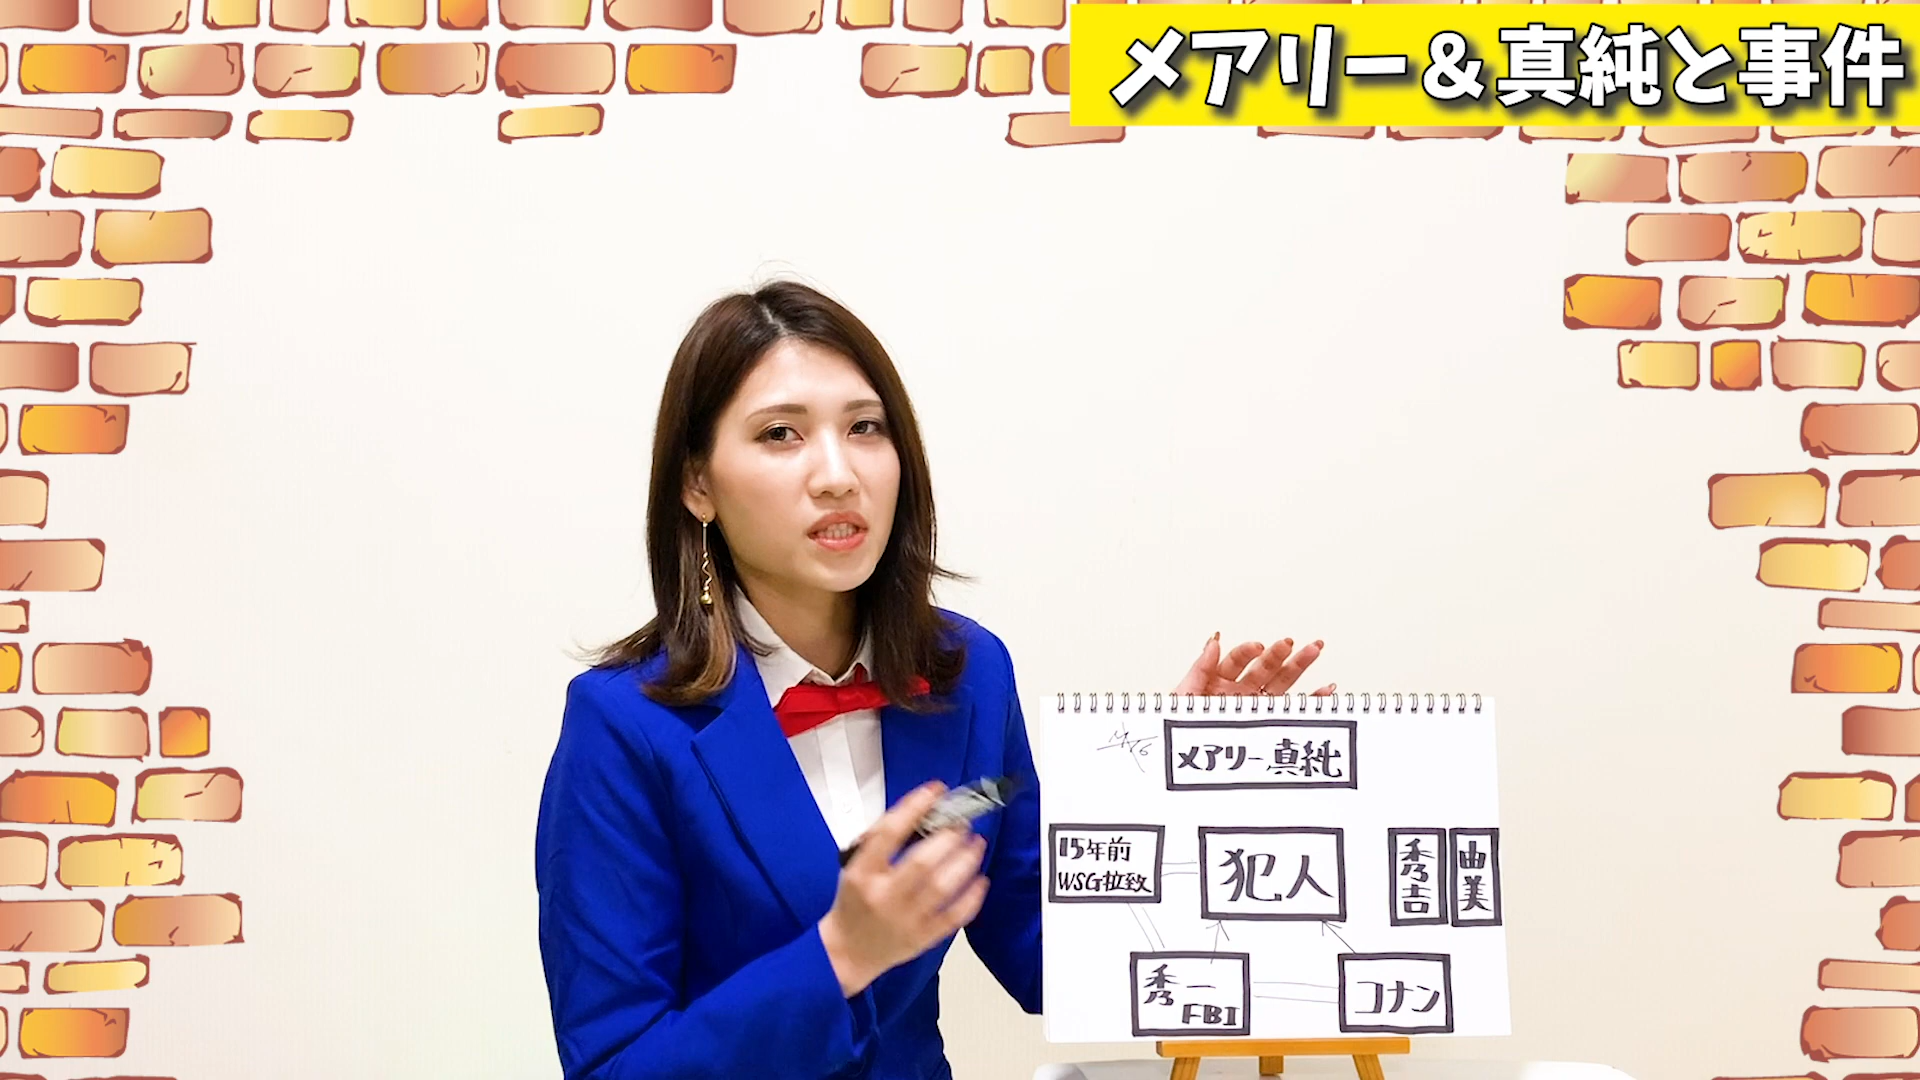 メアリー&真純と事件
MI6
メアリー真純
15年前
WSG拉致
犯人
秀吉
由美
秀一
FBI
コナン